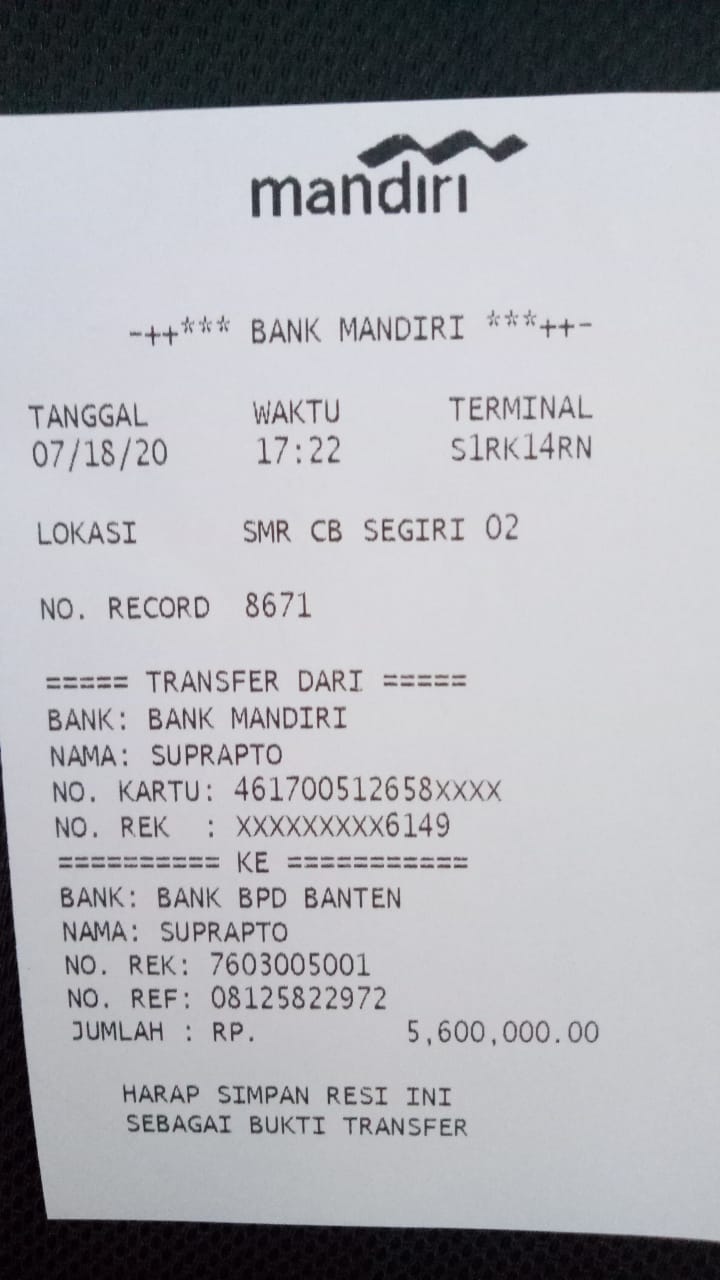 mandiri
-++*** BANK MANDIRI ***++-
TANGGAL WAKTU TERMINAL
07/18/20 17:22 S1RK14RN
LOKASI SMR CB SEGIRI 02
NO. RECORD 8671
===== TRANSFER DARI =====
BANK: BANK MANDIRI
NAMA: SUPRAPTO
NO. KARTU: 461700512658XXXX
NO. REK : XXXXXXXXX6149
========== KE ===========
BANK: BANK BPD BANTEN
NAMA: SUPRAPTO
NO. REK: 7603005001
NO. REF: 08125822972
JUMLAH : RP. 5,600,000.00
HARAP SIMPAN RESI INI
SEBAGAI BUKTI TRANSFER